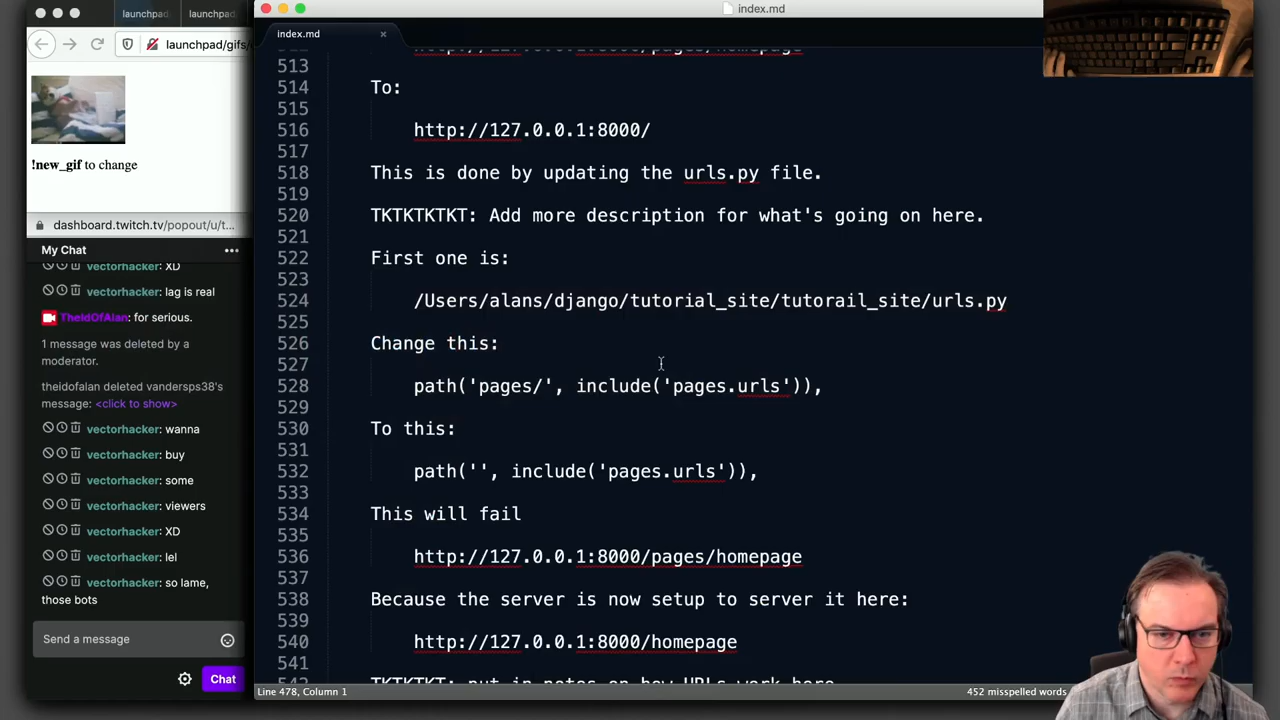 launchpad
launchpad
launchpad/gifs/
!new_gif to change
dashboard.twitch.tv/popout/u/t...
My Chat
vectorhacker: XD
vectorhacker: lag is real
TheIdOfAlan: for serious.
1 message was deleted by a
moderator.
theidofalan deleted vandersps38's
message: <click to show>
vectorhacker: wanna
vectorhacker: buy
vectorhacker: some
vectorhacker: viewers
vectorhacker: XD
vectorhacker: lel
vectorhacker: so lame,
those bots
Send a message
Chat
index.md
index.md
513
514 To:
515
516 http://127.0.0.1:8000/
517
518 This is done by updating the urls.py file.
519
520 TKTKTKTKT: Add more description for what's going on here.
521
522 First one is:
523
524 /Users/alans/django/tutorial_site/tutorail_site/urls.py
525
526 Change this:
527
528 path('pages/', include('pages.urls')),
529
530 To this:
531
532 path('', include('pages.urls')),
533
534 This will fail
535
536 http://127.0.0.1:8000/pages/homepage
537
538 Because the server is now setup to server it here:
539
540 http://127.0.0.1:8000/homepage
541
Line 478, Column 1
452 misspelled words